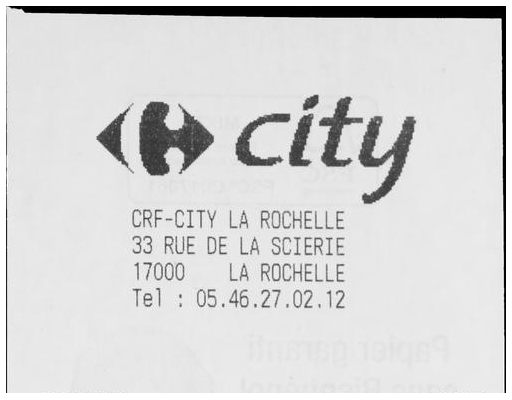 city
CRF-CITY LA ROCHELLE
33 RUE DE LA SCIERIE
17000 LA ROCHELLE
Tel : 05.46.27.02.12
Papier garanti
sans Bisphénol